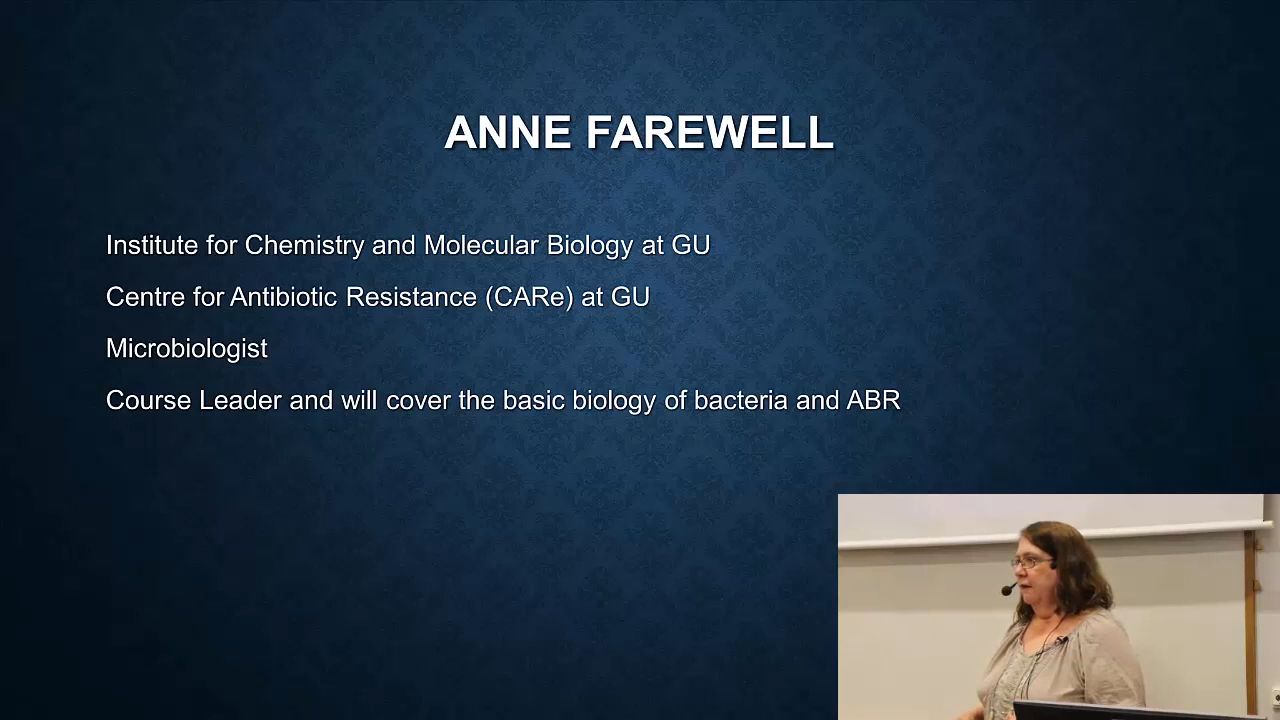 ANNE FAREWELL
Institute for Chemistry and Molecular Biology at GU
Centre for Antibiotic Resistance (CARe) at GU
Microbiologist
Course Leader and will cover the basic biology of bacteria and ABR